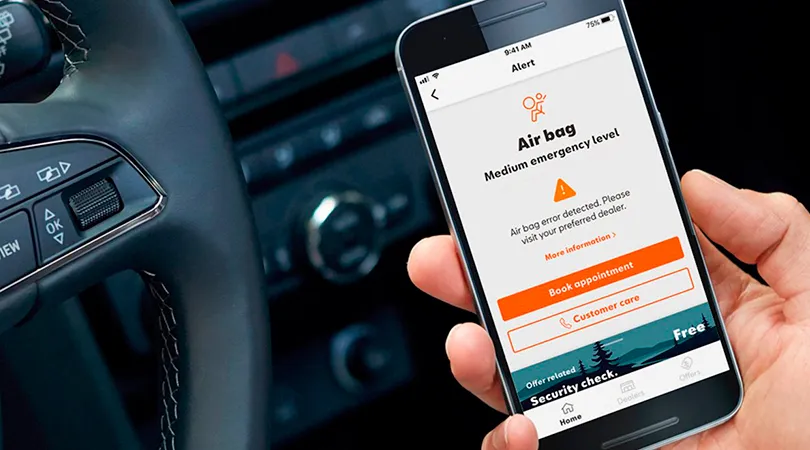 VIEW
OK
9:41 AM
75%
Alert
Air bag
Medium emergency level
Air bag error detected. Please
visit your preferred dealer.
More information >
Book appointment
Customer care
Offer related
Free
Security check.
Home
Dealers
Offers